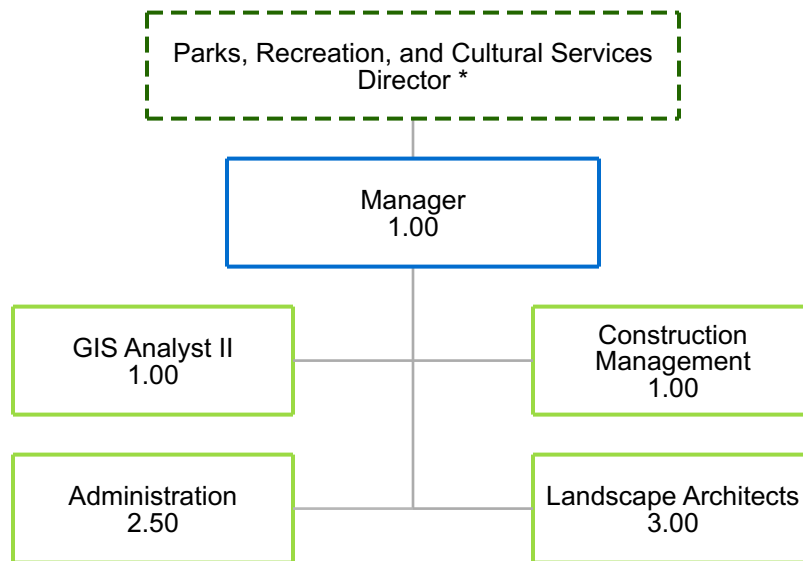 Parks, Recreation, and Cultural Services
Director *
Manager
1.00
GIS Analyst II
1.00
Construction
Management
1.00
Administration
2.50
Landscape Architects
3.00